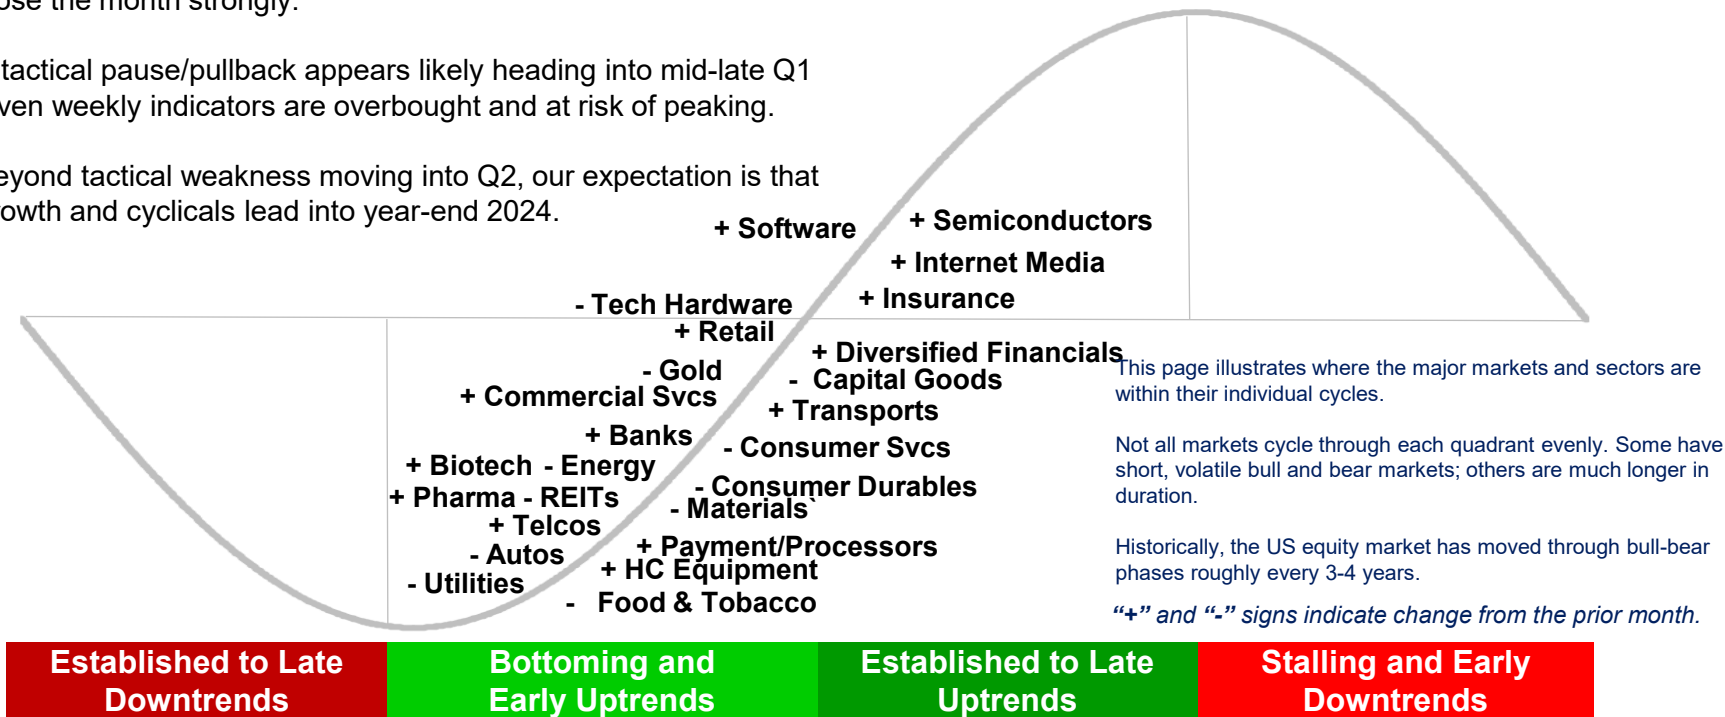 ose the month strongly.
tactical pause/pullback appears likely heading into mid-late Q1
ven weekly indicators are overbought and at risk of peaking.
eyond tactical weakness moving into Q2, our expectation is that
rowth and cyclicals lead into year-end 2024.
+ Software
+ Semiconductors
+ Internet Media
+ Insurance
- Tech Hardware
+ Retail
- Gold
+ Commercial Svcs
+ Banks
+ Biotech - Energy
+ Pharma - REITs
+ Telcos
- Autos
- Utilities
+ Diversified Financials
- Capital Goods
+ Transports
- Consumer Svcs
- Consumer Durables
- Materials`
+ Payment/Processors
+ HC Equipment
- Food & Tobacco
This page illustrates where the major markets and sectors are
within their individual cycles.
Not all markets cycle through each quadrant evenly. Some have
short, volatile bull and bear markets; others are much longer in
duration.
Historically, the US equity market has moved through bull-bear
phases roughly every 3-4 years.
“+” and “-” signs indicate change from the prior month.
Established to Late
Downtrends
Bottoming and
Early Uptrends
Established to Late
Uptrends
Stalling and Early
Downtrends